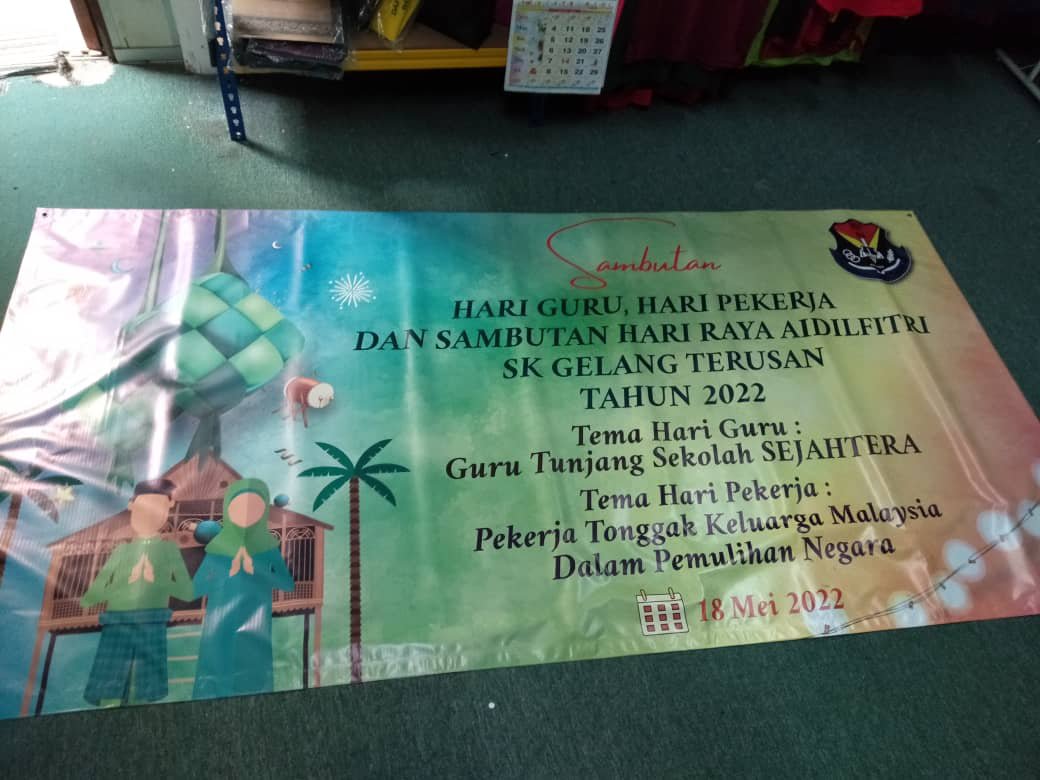 Sambutan
HARI GURU, HARI PEKERJA
DAN SAMBUTAN HARI RAYA AIDILFITRI
SK GELANG TERUSAN
TAHUN 2022
Tema Hari Guru :
Guru Tunjang Sekolah SEJAHTERA
Tema Hari Pekerja :
Pekerja Tonggak Keluarga Malaysia
Dalam Pemulihan Negara
18 Mei 2022